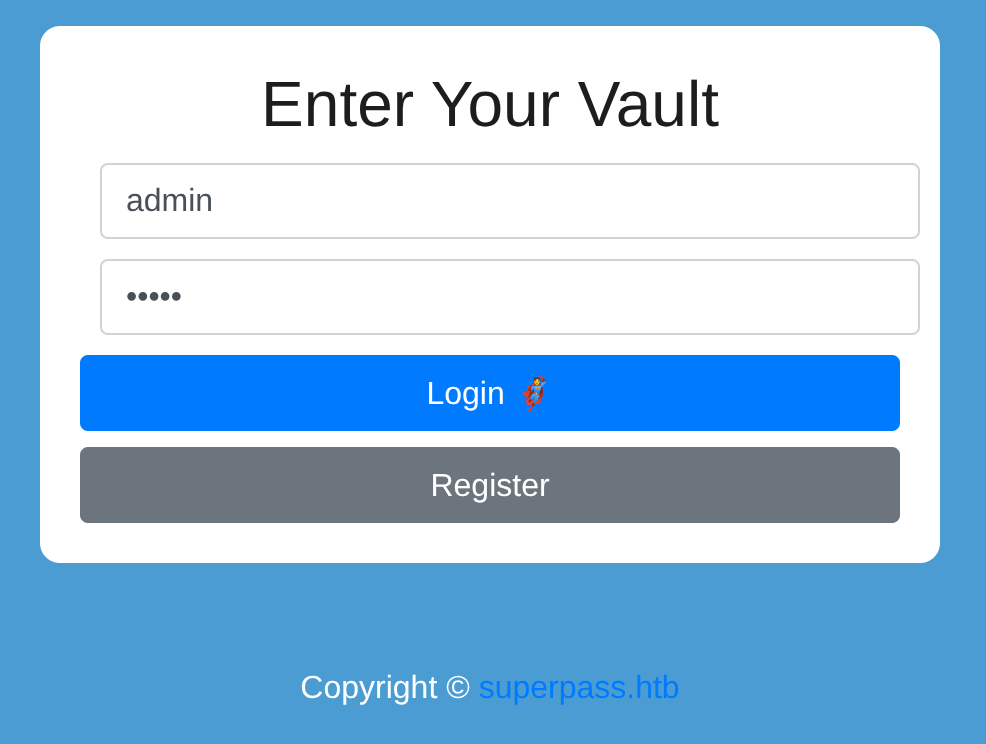 Enter Your Vault
admin
•••••
Login 🦸
Register
Copyright © superpass.htb